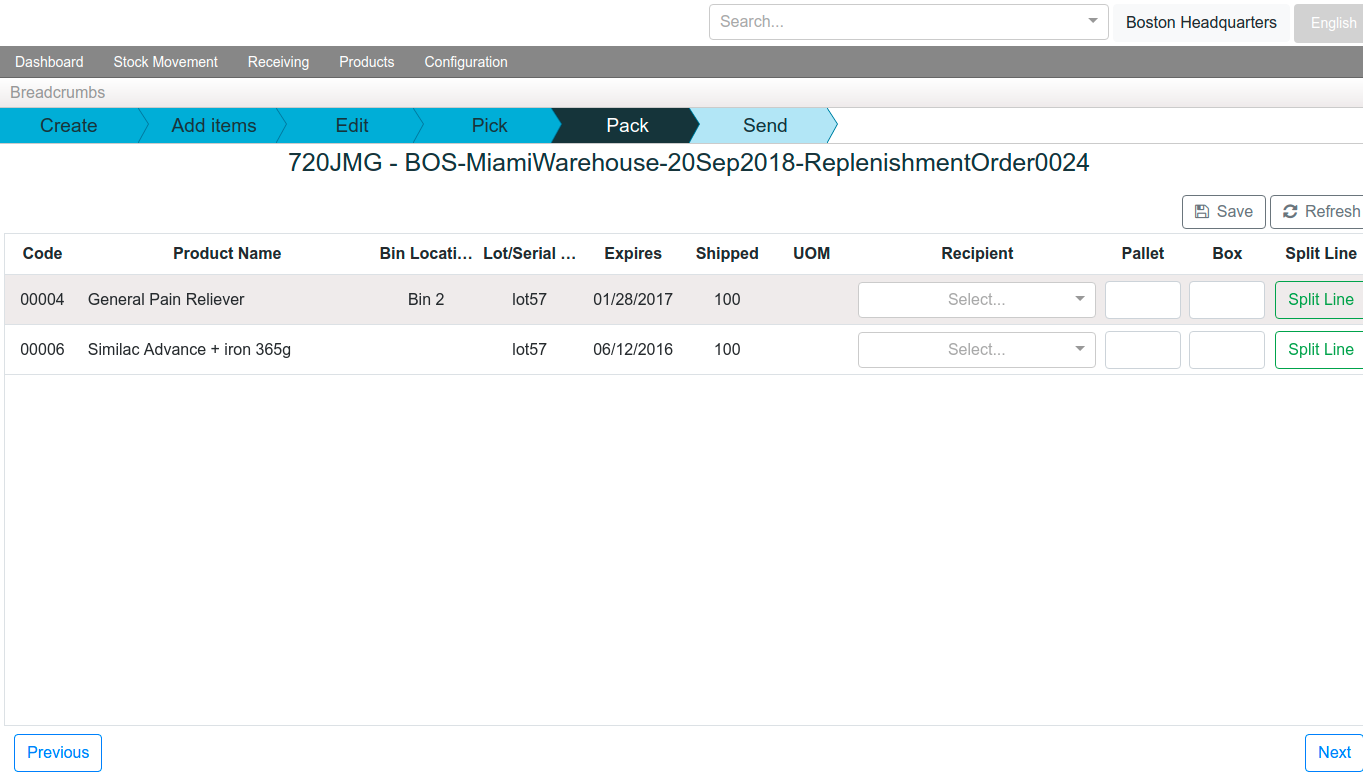 Search... Boston Headquarters English
Dashboard Stock Movement Receiving Products Configuration
Breadcrumbs
Create Add items Edit Pick Pack Send
720JMG - BOS-MiamiWarehouse-20Sep2018-ReplenishmentOrder0024
Save Refresh
Code Product Name Bin Locati... Lot/Serial ... Expires Shipped UOM Recipient Pallet Box Split Line
00004 General Pain Reliever Bin 2 lot57 01/28/2017 100 Select... Split Line
00006 Similac Advance + iron 365g lot57 06/12/2016 100 Select... Split Line
Previous Next